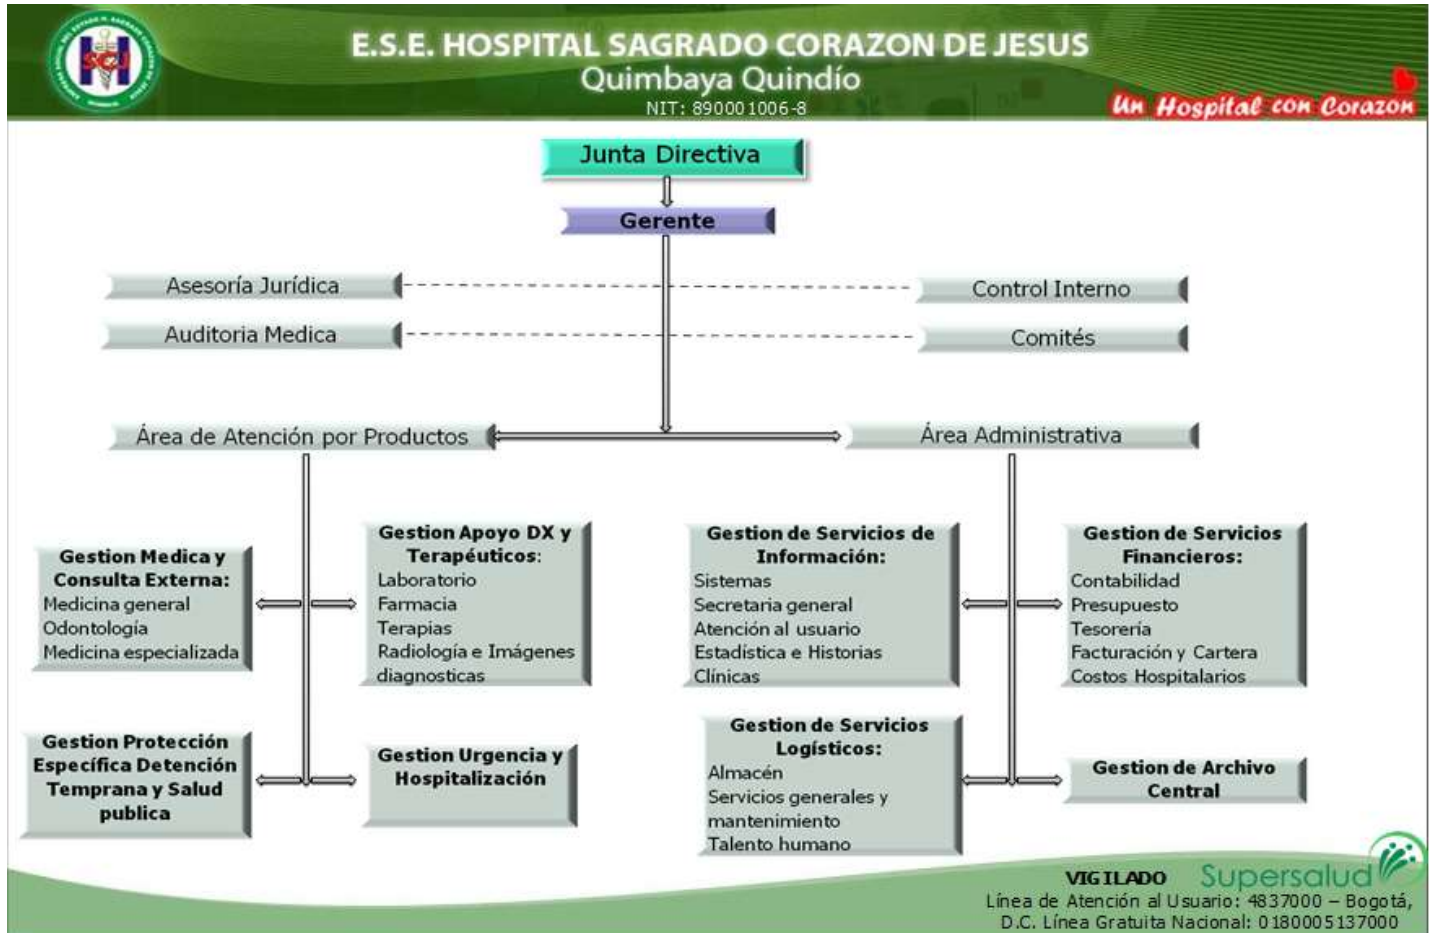 E.S.E. HOSPITAL SAGRADO CORAZON DE JESUS
Quimbaya Quindío
NIT: 890001006-8
Un Hospital con Corazon
Junta Directiva
Gerente
Asesoría Jurídica
Control Interno
Auditoria Medica
Comités
Área de Atención por Productos
Área Administrativa
Gestion Medica y
Consulta Externa:
Medicina general
Odontología
Medicina especializada
Gestion Apoyo DX y
Terapéuticos:
Laboratorio
Farmacia
Terapias
Radiología e Imágenes
diagnosticas
Gestion de Servicios de
Información:
Sistemas
Secretaria general
Atención al usuario
Estadística e Historias
Clínicas
Gestion de Servicios
Financieros:
Contabilidad
Presupuesto
Tesorería
Facturación y Cartera
Costos Hospitalarios
Gestion Protección
Específica Detención
Temprana y Salud
publica
Gestion Urgencia y
Hospitalización
Gestion de Servicios
Logísticos:
Almacén
Servicios generales y
mantenimiento
Talento humano
Gestion de Archivo
Central
VIGILADO Supersalud
Línea de Atención al Usuario: 4837000 – Bogotá,
D.C. Línea Gratuita Nacional: 0180005137000